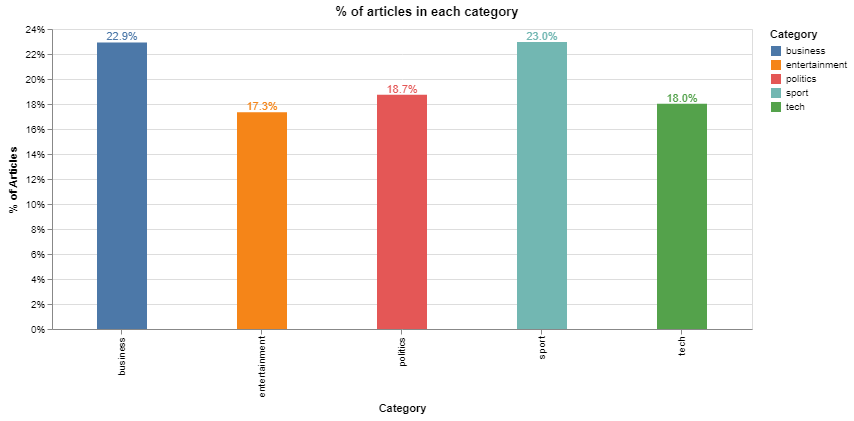 % of articles in each category
24%
22%
20%
18%
16%
14%
12%
10%
8%
6%
4%
2%
0%
% of Articles
22.9%
17.3%
18.7%
23.0%
18.0%
business
entertainment
politics
sport
tech
Category
Category
business
entertainment
politics
sport
tech